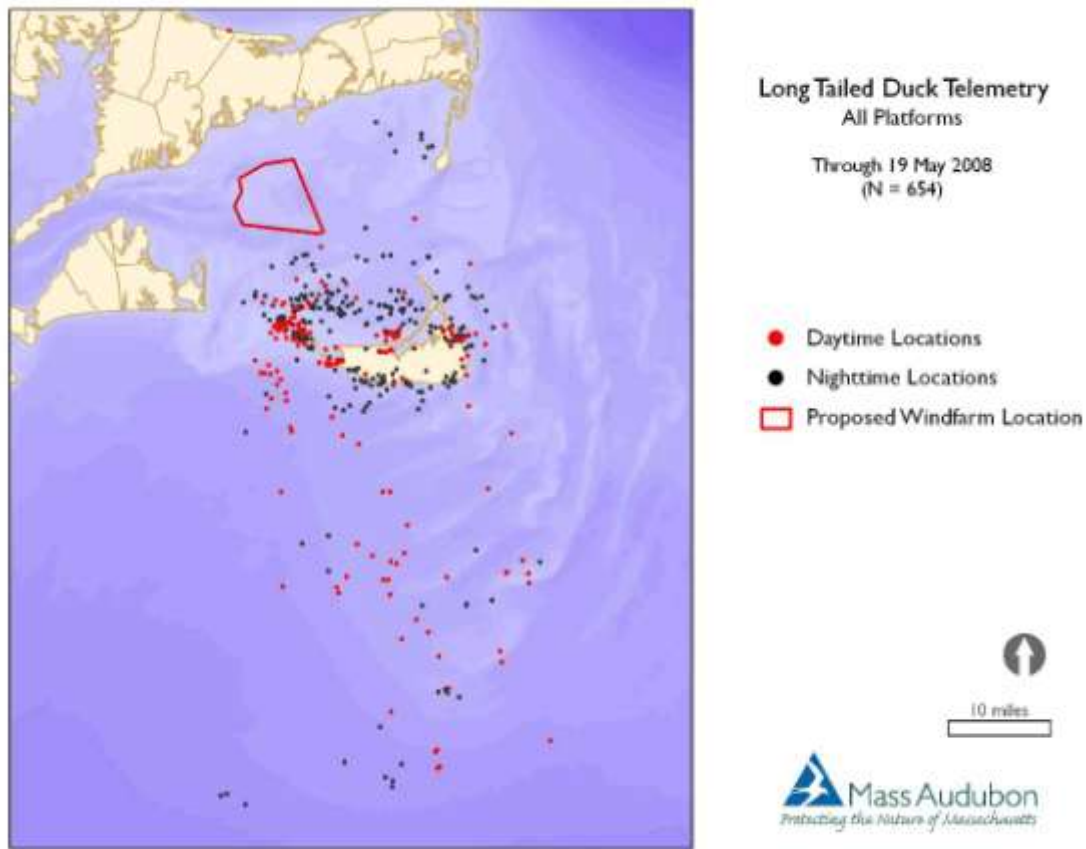 Long Tailed Duck Telemetry
All Platforms
Through 19 May 2008
(N = 654)
Daytime Locations
Nighttime Locations
Proposed Windfarm Location
10 miles
Mass Audubon
Protecting the Nature of Massachusetts